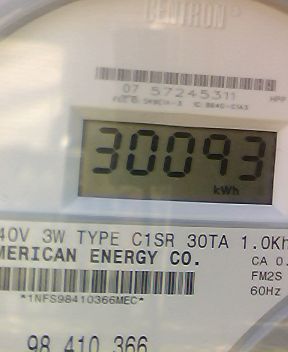 CENTRON®
07 57245311
30093
kWh
40V 3W TYPE C1SR 30TA 1.0Kh
MERICAN ENERGY CO.
CA 0.
FM2S
60Hz
*1NFS98410366MEC*
98 410 366